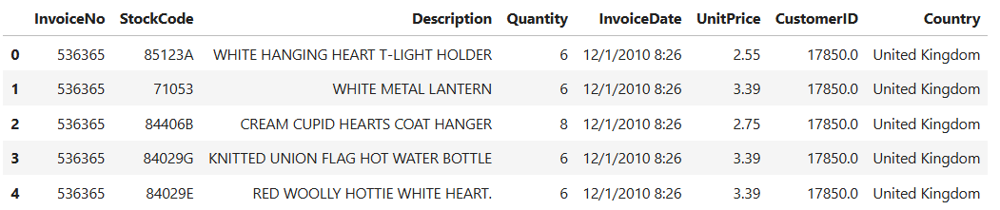 InvoiceNo StockCode Description Quantity InvoiceDate UnitPrice CustomerID Country
0 536365 85123A WHITE HANGING HEART T-LIGHT HOLDER 6 12/1/2010 8:26 2.55 17850.0 United Kingdom
1 536365 71053 WHITE METAL LANTERN 6 12/1/2010 8:26 3.39 17850.0 United Kingdom
2 536365 84406B CREAM CUPID HEARTS COAT HANGER 8 12/1/2010 8:26 2.75 17850.0 United Kingdom
3 536365 84029G KNITTED UNION FLAG HOT WATER BOTTLE 6 12/1/2010 8:26 3.39 17850.0 United Kingdom
4 536365 84029E RED WOOLLY HOTTIE WHITE HEART. 6 12/1/2010 8:26 3.39 17850.0 United Kingdom